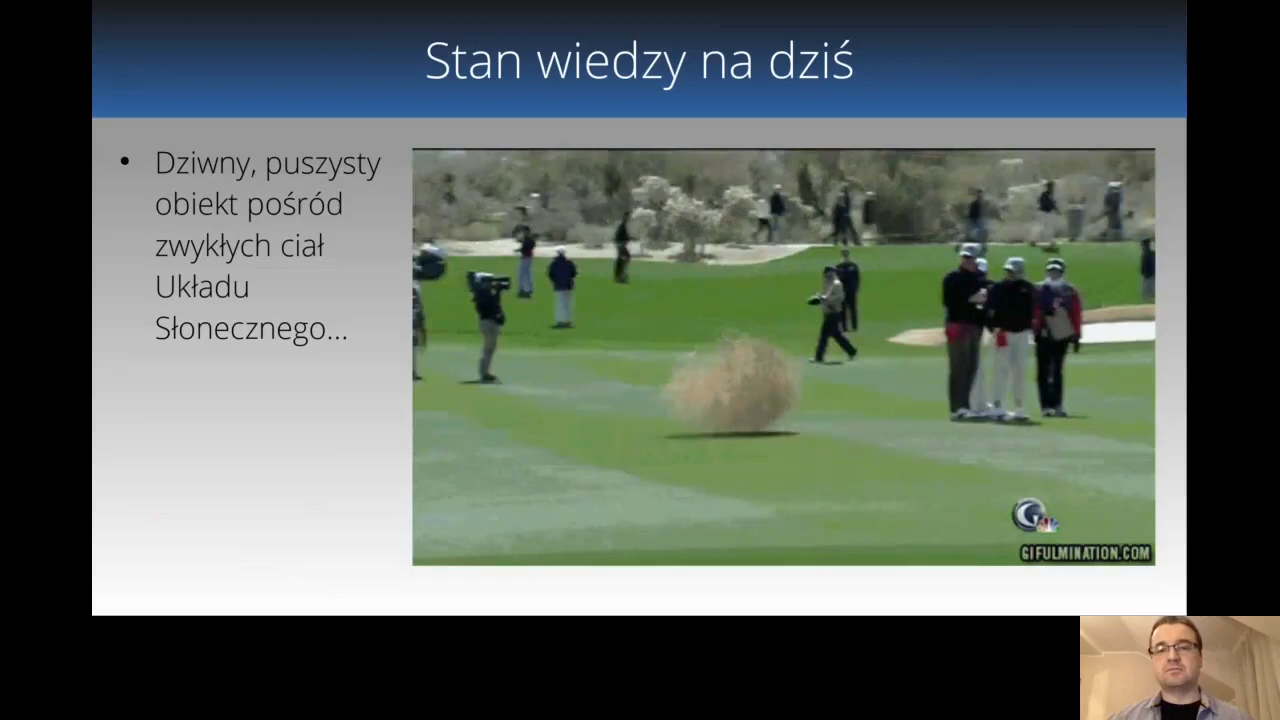 Stan wiedzy na dziś
• Dziwny, puszysty
obiekt pośród
zwykłych ciał
Układu
Słonecznego...
GIFULMINATION.COM